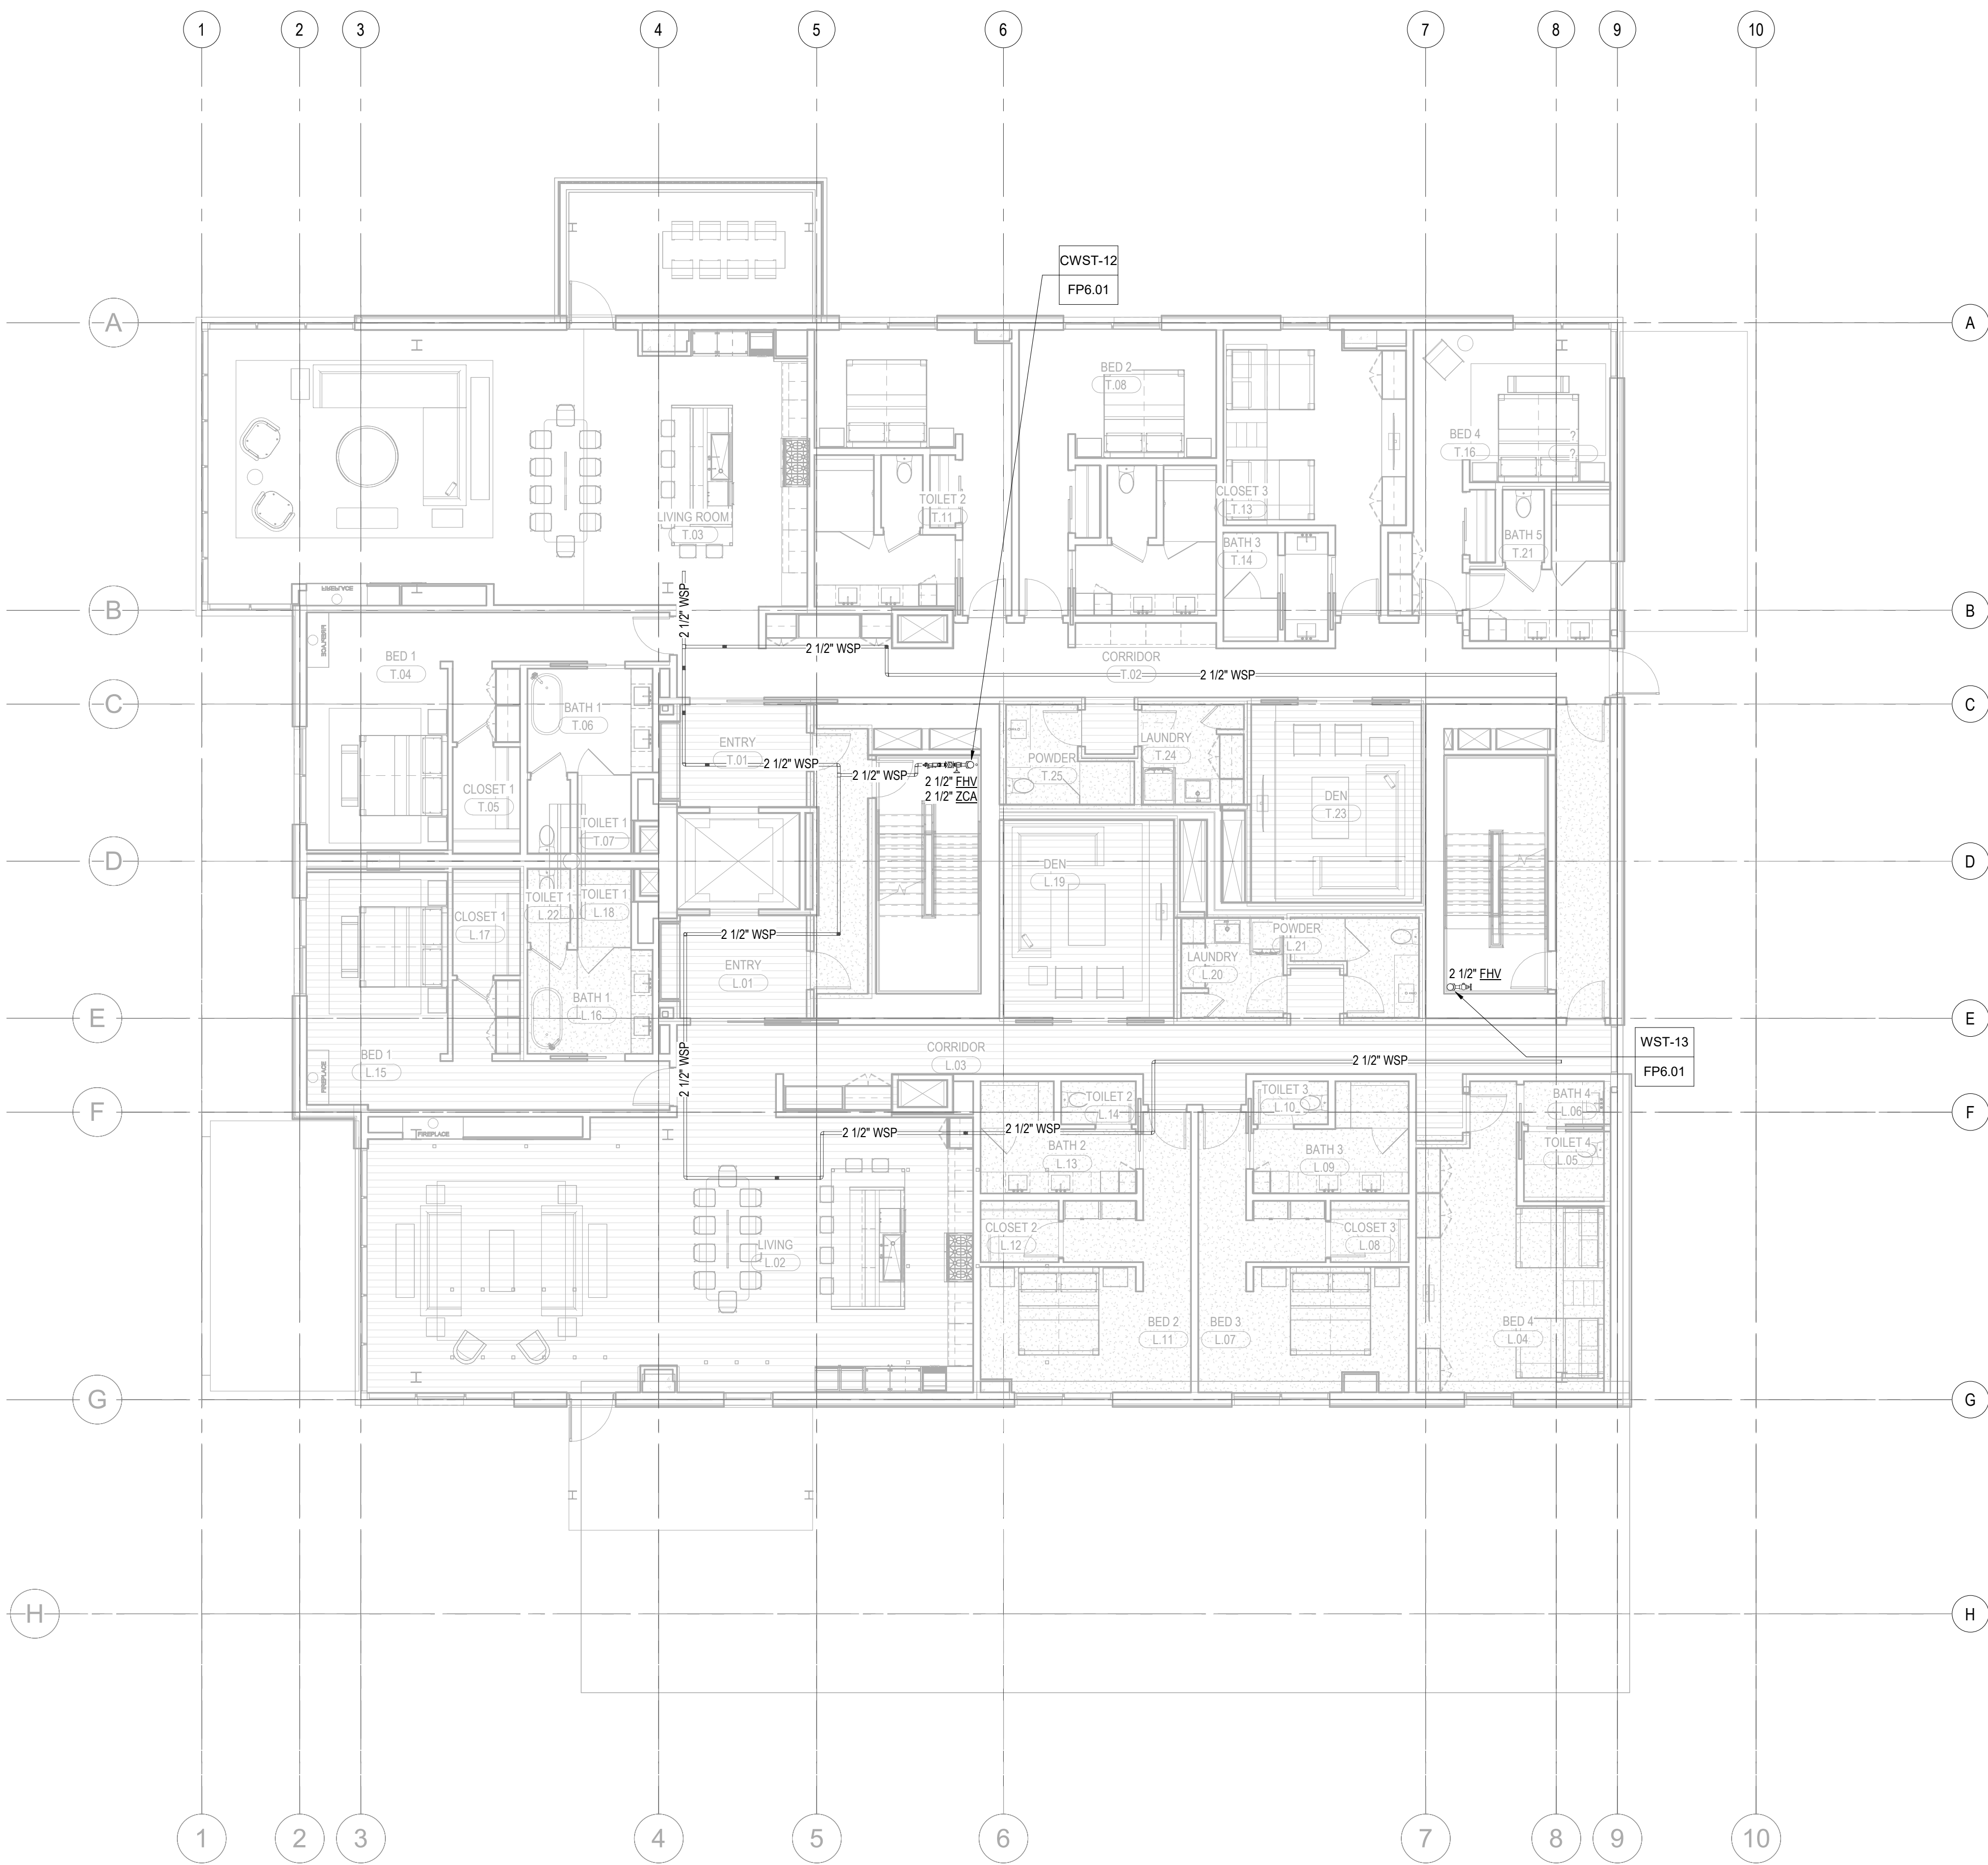 1
2
3
4
5
6
7
8
9
10
CWST-12
FP6.01
A
A
BED 2
T.08
BED 4
T.16
?
?
TOILET 2
T.11
CLOSET 3
T.13
LIVING ROOM
T.03
BATH 3
T.14
BATH 5
T.21
FIREPLACE
2 1/2" WSP
B
B
FIREPLACE
BED 1
T.04
2 1/2" WSP
CORRIDOR
T.02
2 1/2" WSP
C
C
BATH 1
T.06
ENTRY
T.01
LAUNDRY
T.24
POWDER
T.25
2 1/2" WSP
2 1/2" WSP
2 1/2" FHV
2 1/2" ZCA
CLOSET 1
T.05
DEN
T.23
TOILET 1
T.07
D
D
DEN
L.19
TOILET 1
L.22
TOILET 1
L.18
CLOSET 1
L.17
2 1/2" WSP
POWDER
L.21
LAUNDRY
L.20
ENTRY
L.01
2 1/2" FHV
BATH 1
L.16
E
E
WST-13
FP6.01
BED 1
L.15
FIREPLACE
2 1/2" WSP
CORRIDOR
L.03
2 1/2" WSP
TOILET 2
L.14
TOILET 3
L.10
BATH 4
L.06
F
F
FIREPLACE
2 1/2" WSP
2 1/2" WSP
BATH 2
L.13
BATH 3
L.09
TOILET 4
L.05
CLOSET 2
L.12
CLOSET 3
L.08
LIVING
L.02
BED 2
L.11
BED 3
L.07
BED 4
L.04
G
G
H
H
1
2
3
4
5
6
7
8
9
10